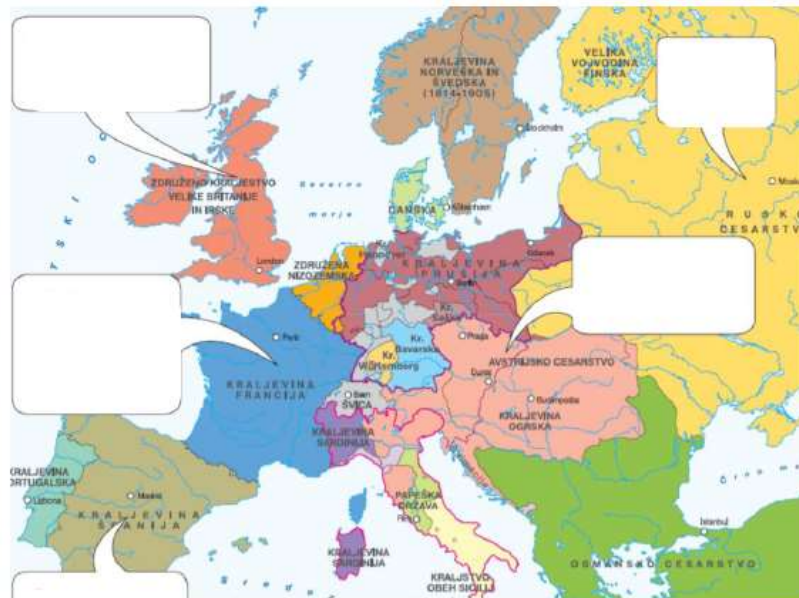 KRALJEVINA
NORVEŠKA IN
ŠVEDSKA
(1814-1905)
VELIKA
VOJVODINA
FINSKA
Stockholm
ZDRUŽENO KRALJESTVO
VELIKE BRITANIJE
IN IRSKE
Severno
morje
DANSKA
København
RUSKO
CESARSTVO
London
ZDRUŽENA
NIZOZEMSKA
Kr.
Hannover
KRALJEVINA
PRUSIJA
Gdansk
Berlin
Kr.
Pariz
Praga
Kr.
Bavarska
Kr.
Württemberg
AVSTRIJSKO CESARSTVO
Dunaj
KRALJEVINA
FRANCIJA
Bern
ŠVICA
Budimpešta
KRALJEVINA
OGRSKA
KRALJEVINA
SARDINIJA
KRALJEVINA
PORTUGALSKA
Lizbona
Madrid
KRALJEVINA
ŠPANIJA
PAPEŠKA
DRŽAVA
Rim
KRALJEVINA
SARDINIJA
KRALJSTVO
OBEH SICILIJ
Istanbul
OSMANSKO CESARSTVO